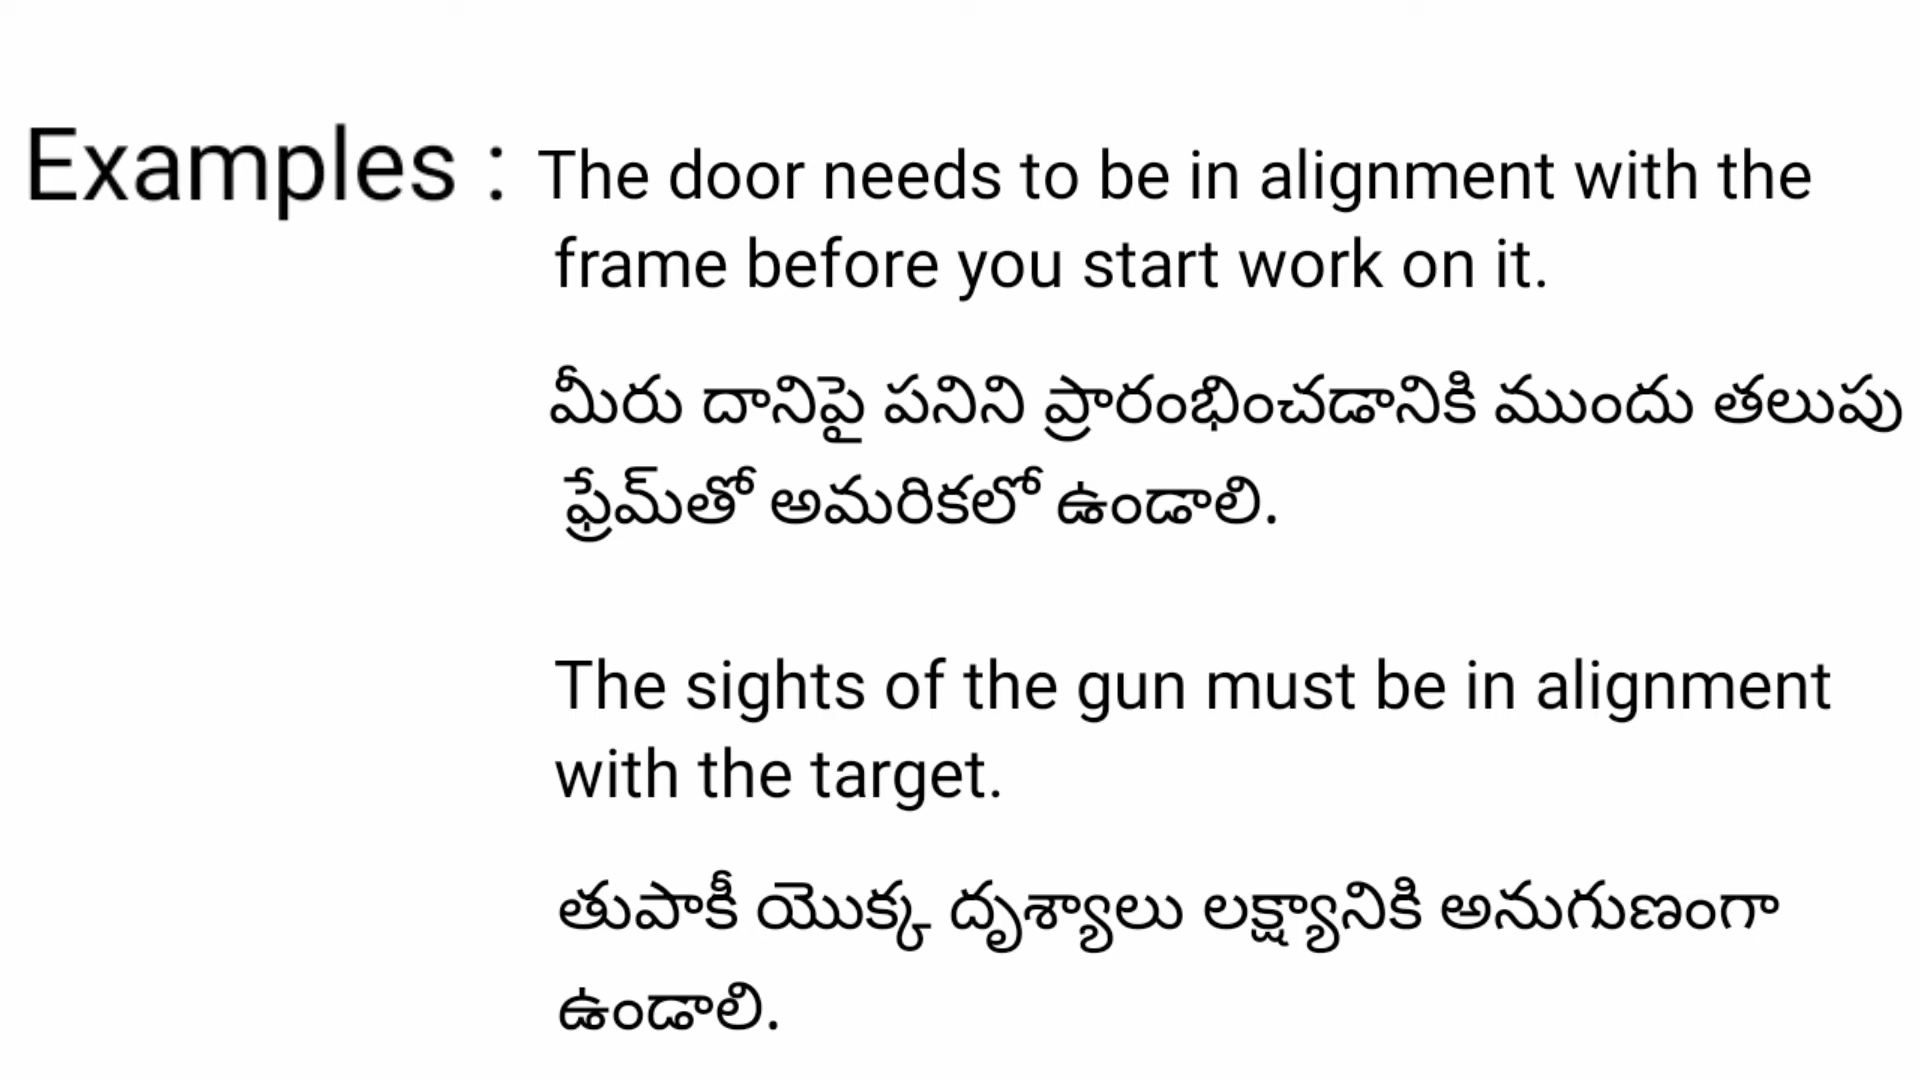 Examples : The door needs to be in alignment with the
frame before you start work on it.
మీరు దానిపై పనిని ప్రారంభించడానికి ముందు తలుపు
ఫ్రేమ్‌తో అమరికలో ఉండాలి.
The sights of the gun must be in alignment
with the target.
తుపాకీ యొక్క దృశ్యాలు లక్ష్యానికి అనుగుణంగా
ఉండాలి.